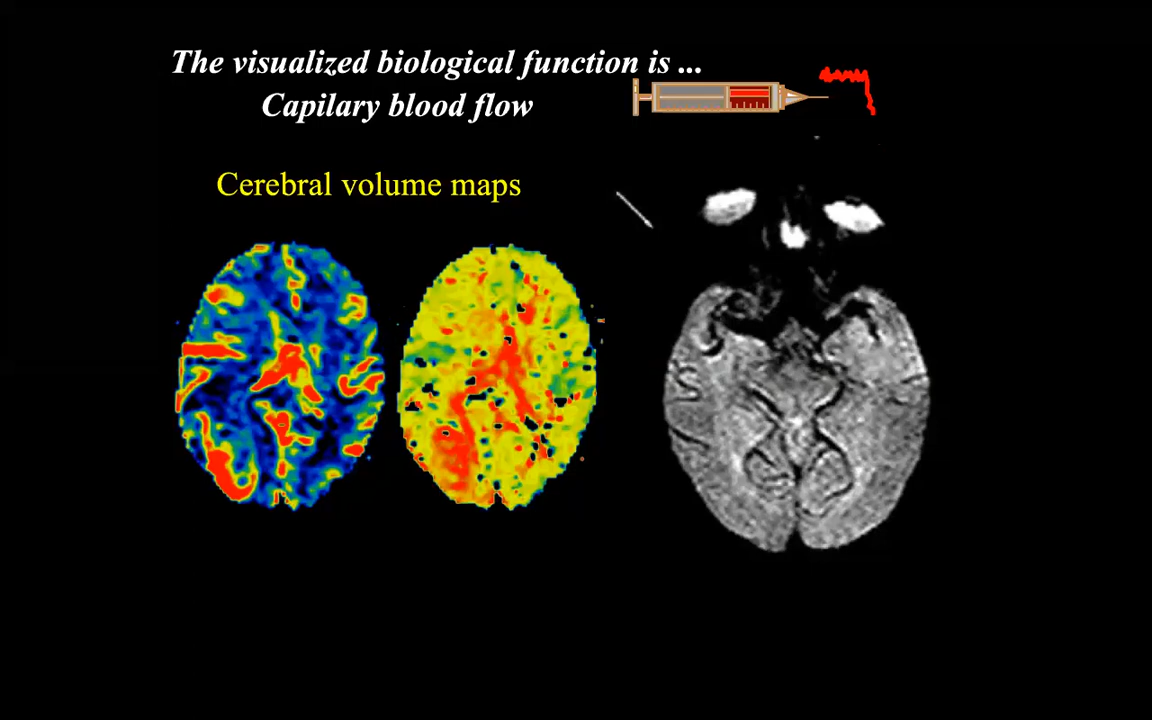 The visualized biological function is ...
Capilary blood flow
Cerebral volume maps